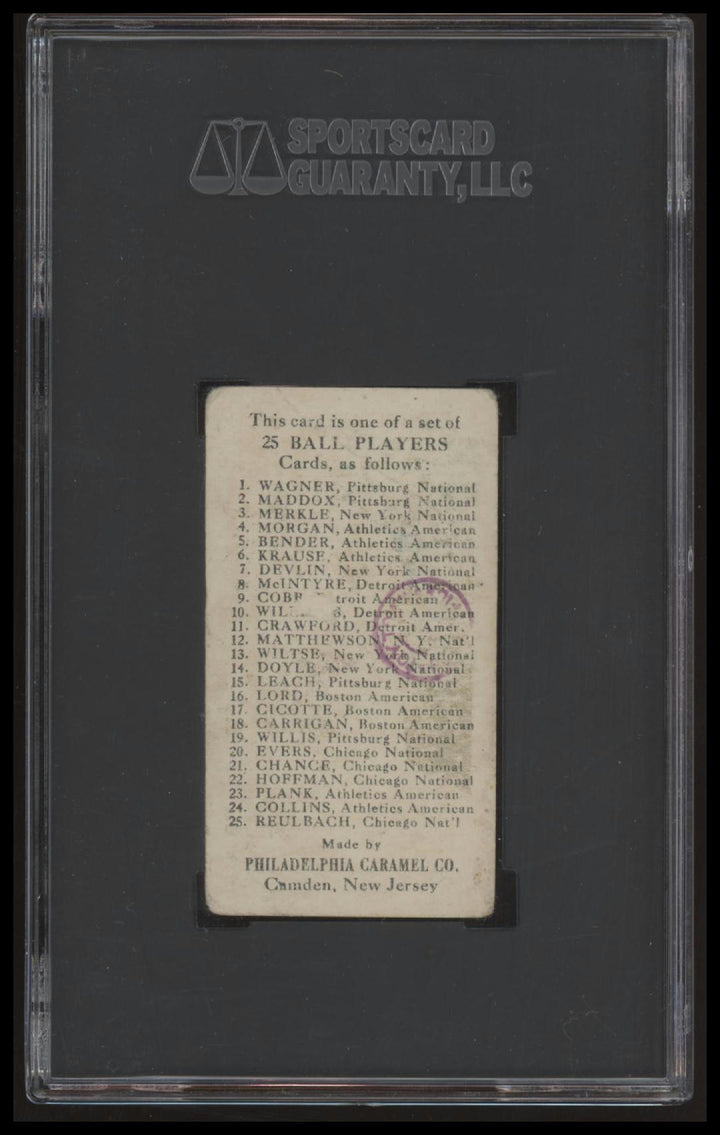 SPORTSCARD
GUARANTY, LLC
This card is one of a set of
25 BALL PLAYERS
Cards, as follows:
1. WAGNER, Pittsburg National
2. MADDOX, Pittsburg National
3. MERKLE, New York National
4. MORGAN, Athletics American
5. BENDER, Athletics American
6. KRAUSE, Athletics American
7. DEVLIN, New York National
8. McINTYRE, Detroit American
9. COBB troit American
10. WIL S, Detroit American
11. CRAWFORD, Detroit Amer.
12. MATTHEWSON, N. Y. Nat'l
13. WILTSE, New York National
14. DOYLE, New York National
15. LEACH, Pittsburg National
16. LORD, Boston American
17. CICOTTE, Boston American
18. CARRIGAN, Boston American
19. WILLIS, Pittsburg National
20. EVERS, Chicago National
21. CHANCE, Chicago National
22. HOFFMAN, Chicago National
23. PLANK, Athletics American
24. COLLINS, Athletics American
25. REULBACH, Chicago Nat'l
Made by
PHILADELPHIA CARAMEL CO.
Camden, New Jersey